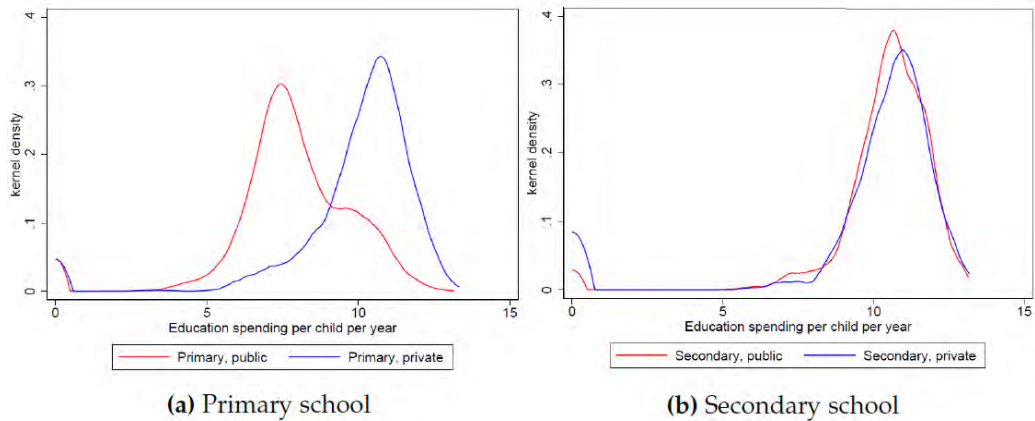 .4
.3
.2
.1
0
kernel density
0
5
10
15
Education spending per child per year
Primary, public
Primary, private
(a) Primary school
.4
.3
.2
.1
0
kernel density
0
5
10
15
Education spending per child per year
Secondary, public
Secondary, private
(b) Secondary school